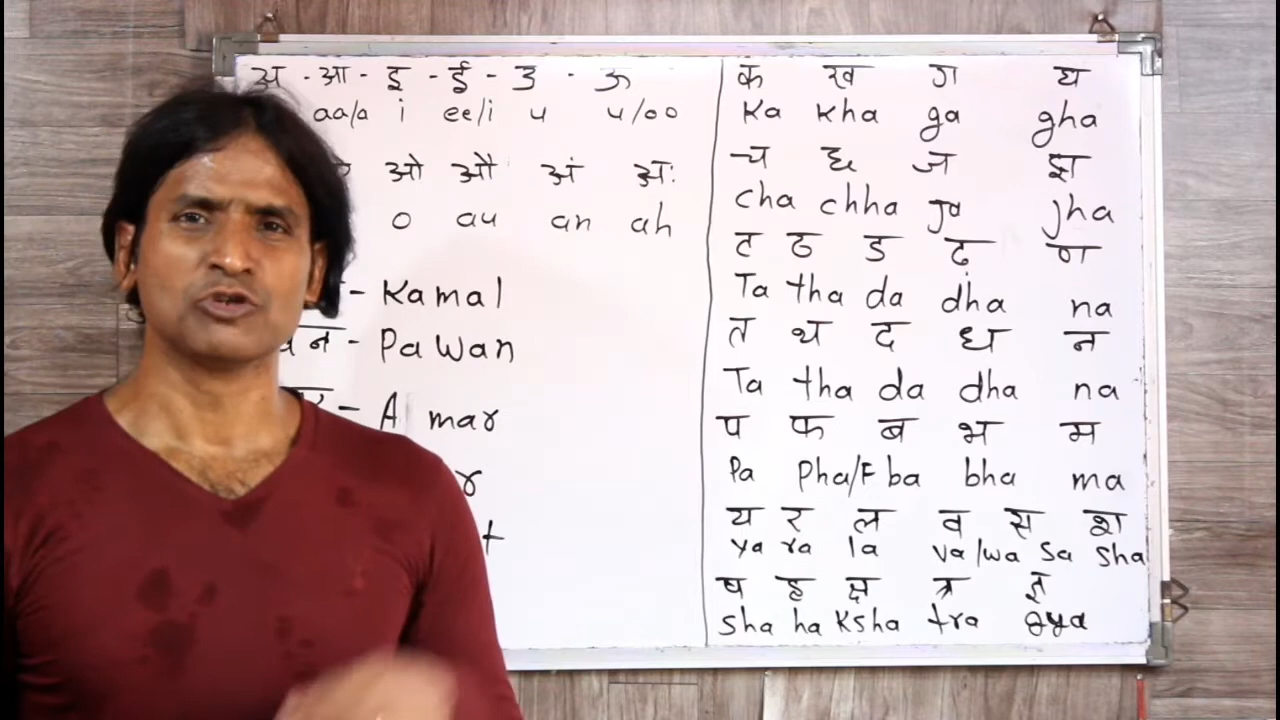 अ - आ - इ - ई - उ - ऊ
aa/a i ee/i u u/oo
ओ औ अं अः
o au an ah
- Kamal
वन - Pawan
- Amar
r
t
क ख ग घ
Ka kha ga gha
च छ ज झ
cha chha ja jha
ट ठ ड ढ ण
Ta tha da dha na
त थ द ध न
Ta tha da dha na
प फ ब भ म
Pa Pha/F ba bha ma
य र ल व स श
ya ra la va/wa Sa Sha
ष ह क्ष त्र ज्ञ
Sha ha Ksha tra gya